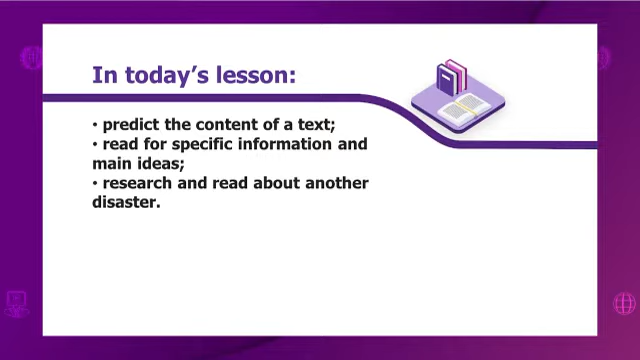 In today's lesson:
• predict the content of a text;
• read for specific information and
main ideas;
• research and read about another
disaster.